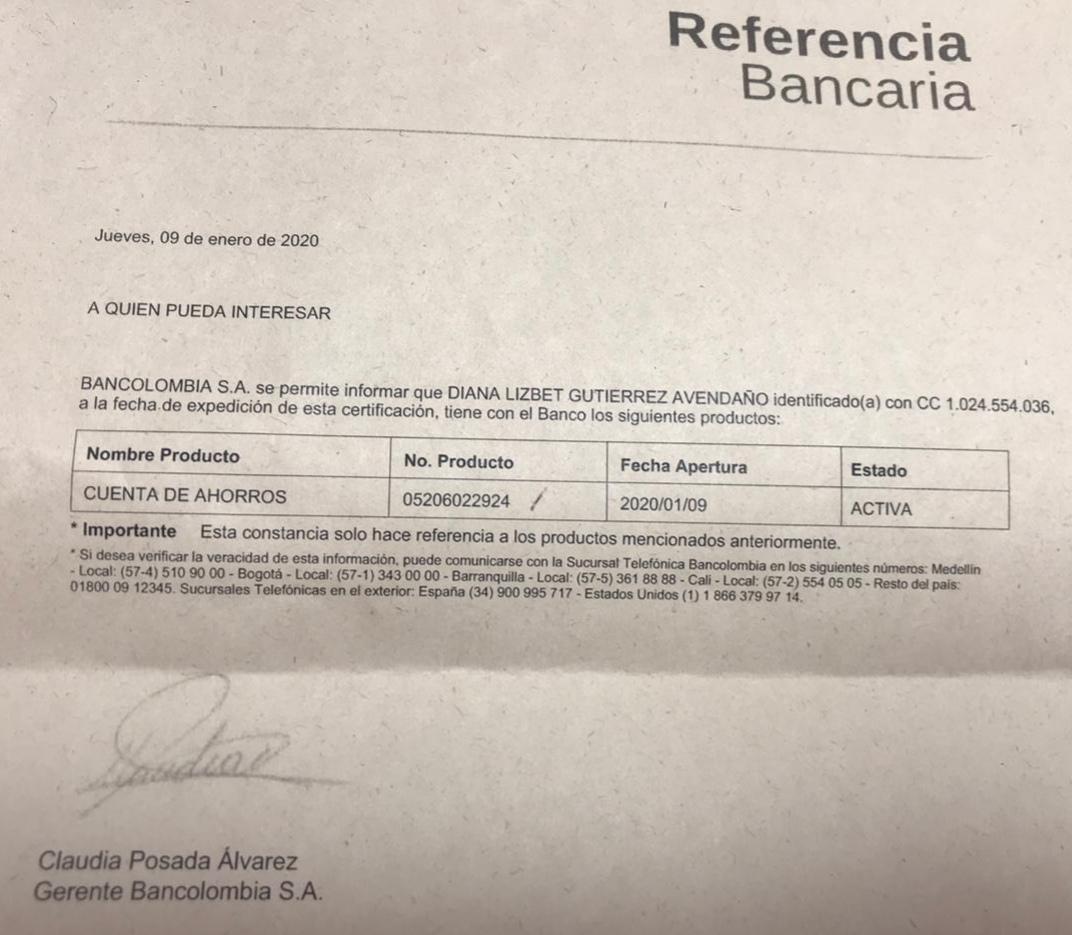 Referencia
Bancaria
Jueves, 09 de enero de 2020
A QUIEN PUEDA INTERESAR
BANCOLOMBIA S.A. se permite informar que DIANA LIZBET GUTIERREZ AVENDAÑO identificado(a) con CC 1.024.554.036,
a la fecha de expedición de esta certificación, tiene con el Banco los siguientes productos:
Nombre Producto No. Producto Fecha Apertura Estado
CUENTA DE AHORROS 05206022924 / 2020/01/09 ACTIVA
* Importante Esta constancia solo hace referencia a los productos mencionados anteriormente.
* Si desea verificar la veracidad de esta información, puede comunicarse con la Sucursal Telefónica Bancolombia en los siguientes números: Medellín
- Local: (57-4) 510 90 00 - Bogotá - Local: (57-1) 343 00 00 - Barranquilla - Local: (57-5) 361 88 88 - Cali - Local: (57-2) 554 05 05 - Resto del país:
01800 09 12345. Sucursales Telefónicas en el exterior: España (34) 900 995 717 - Estados Unidos (1) 1 866 379 97 14.
Claudia Posada Álvarez
Gerente Bancolombia S.A.